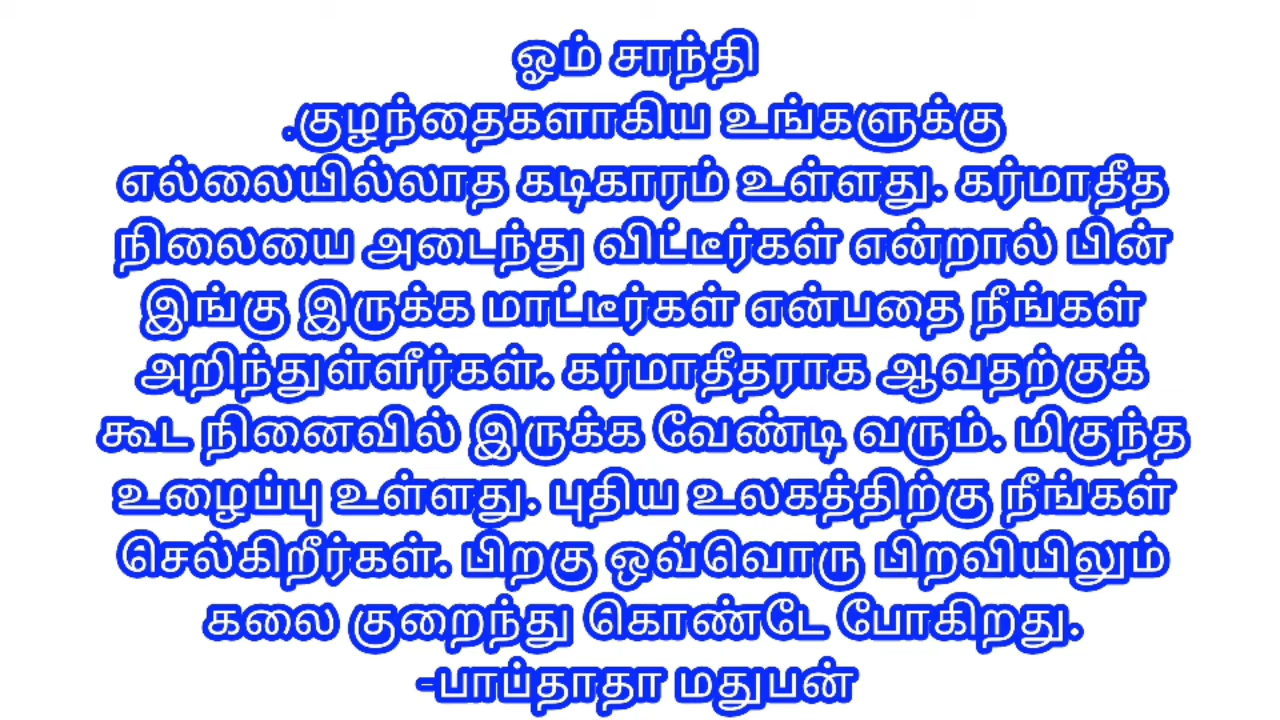 ஓம் சாந்தி
.குழந்தைகளாகிய உங்களுக்கு
எல்லையில்லாத கடிகாரம் உள்ளது. கர்மாதீத
நிலையை அடைந்து விட்டீர்கள் என்றால் பின்
இங்கு இருக்க மாட்டீர்கள் என்பதை நீங்கள்
அறிந்துள்ளீர்கள். கர்மாதீதராக ஆவதற்குக்
கூட நினைவில் இருக்க வேண்டி வரும். மிகுந்த
உழைப்பு உள்ளது. புதிய உலகத்திற்கு நீங்கள்
செல்கிறீர்கள். பிறகு ஒவ்வொரு பிறவியிலும்
கலை குறைந்து கொண்டே போகிறது.
-பாப்தாதா மதுபன்